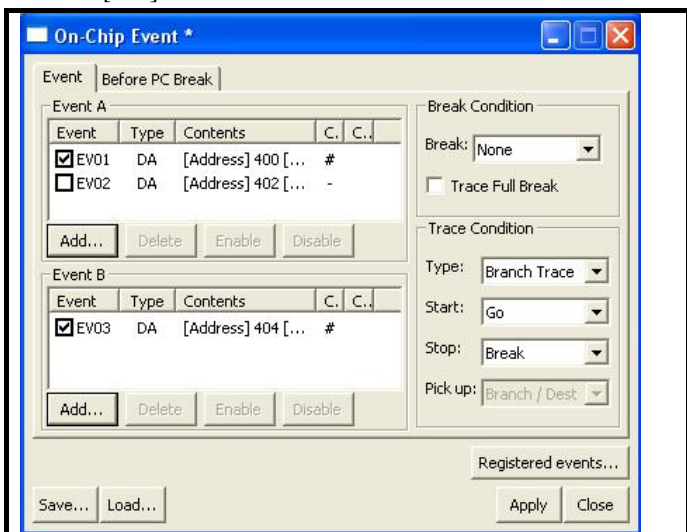 On-Chip Event *
Event Before PC Break
Event A
Event Type Contents C. C..
EV01 DA [Address] 400 [... #
EV02 DA [Address] 402 [... -
Add... Delete Enable Disable
Event B
Event Type Contents C. C..
EV03 DA [Address] 404 [... #
Add... Delete Enable Disable
Break Condition
Break: None
Trace Full Break
Trace Condition
Type: Branch Trace
Start: Go
Stop: Break
Pick up: Branch / Dest
Registered events...
Save... Load... Apply Close